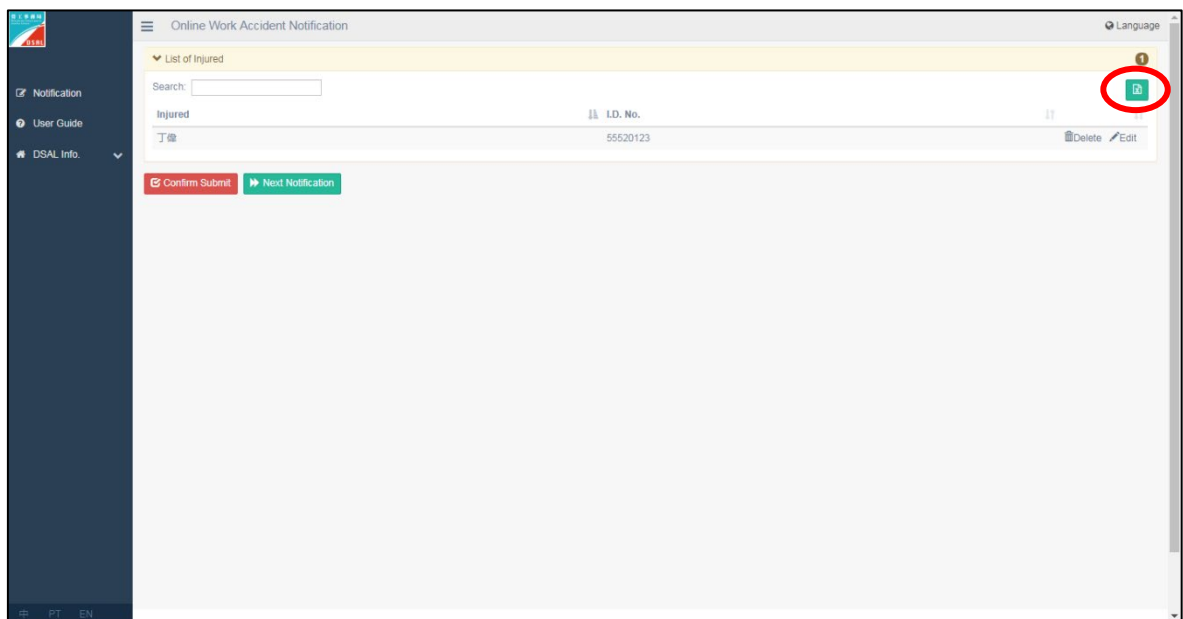 DSAL
Online Work Accident Notification
Language
List of Injured
1
Notification
Search:
User Guide
Injured
I.D. No.
丁偉
55520123
Delete
Edit
DSAL Info.
Confirm Submit
Next Notification
中 PT EN